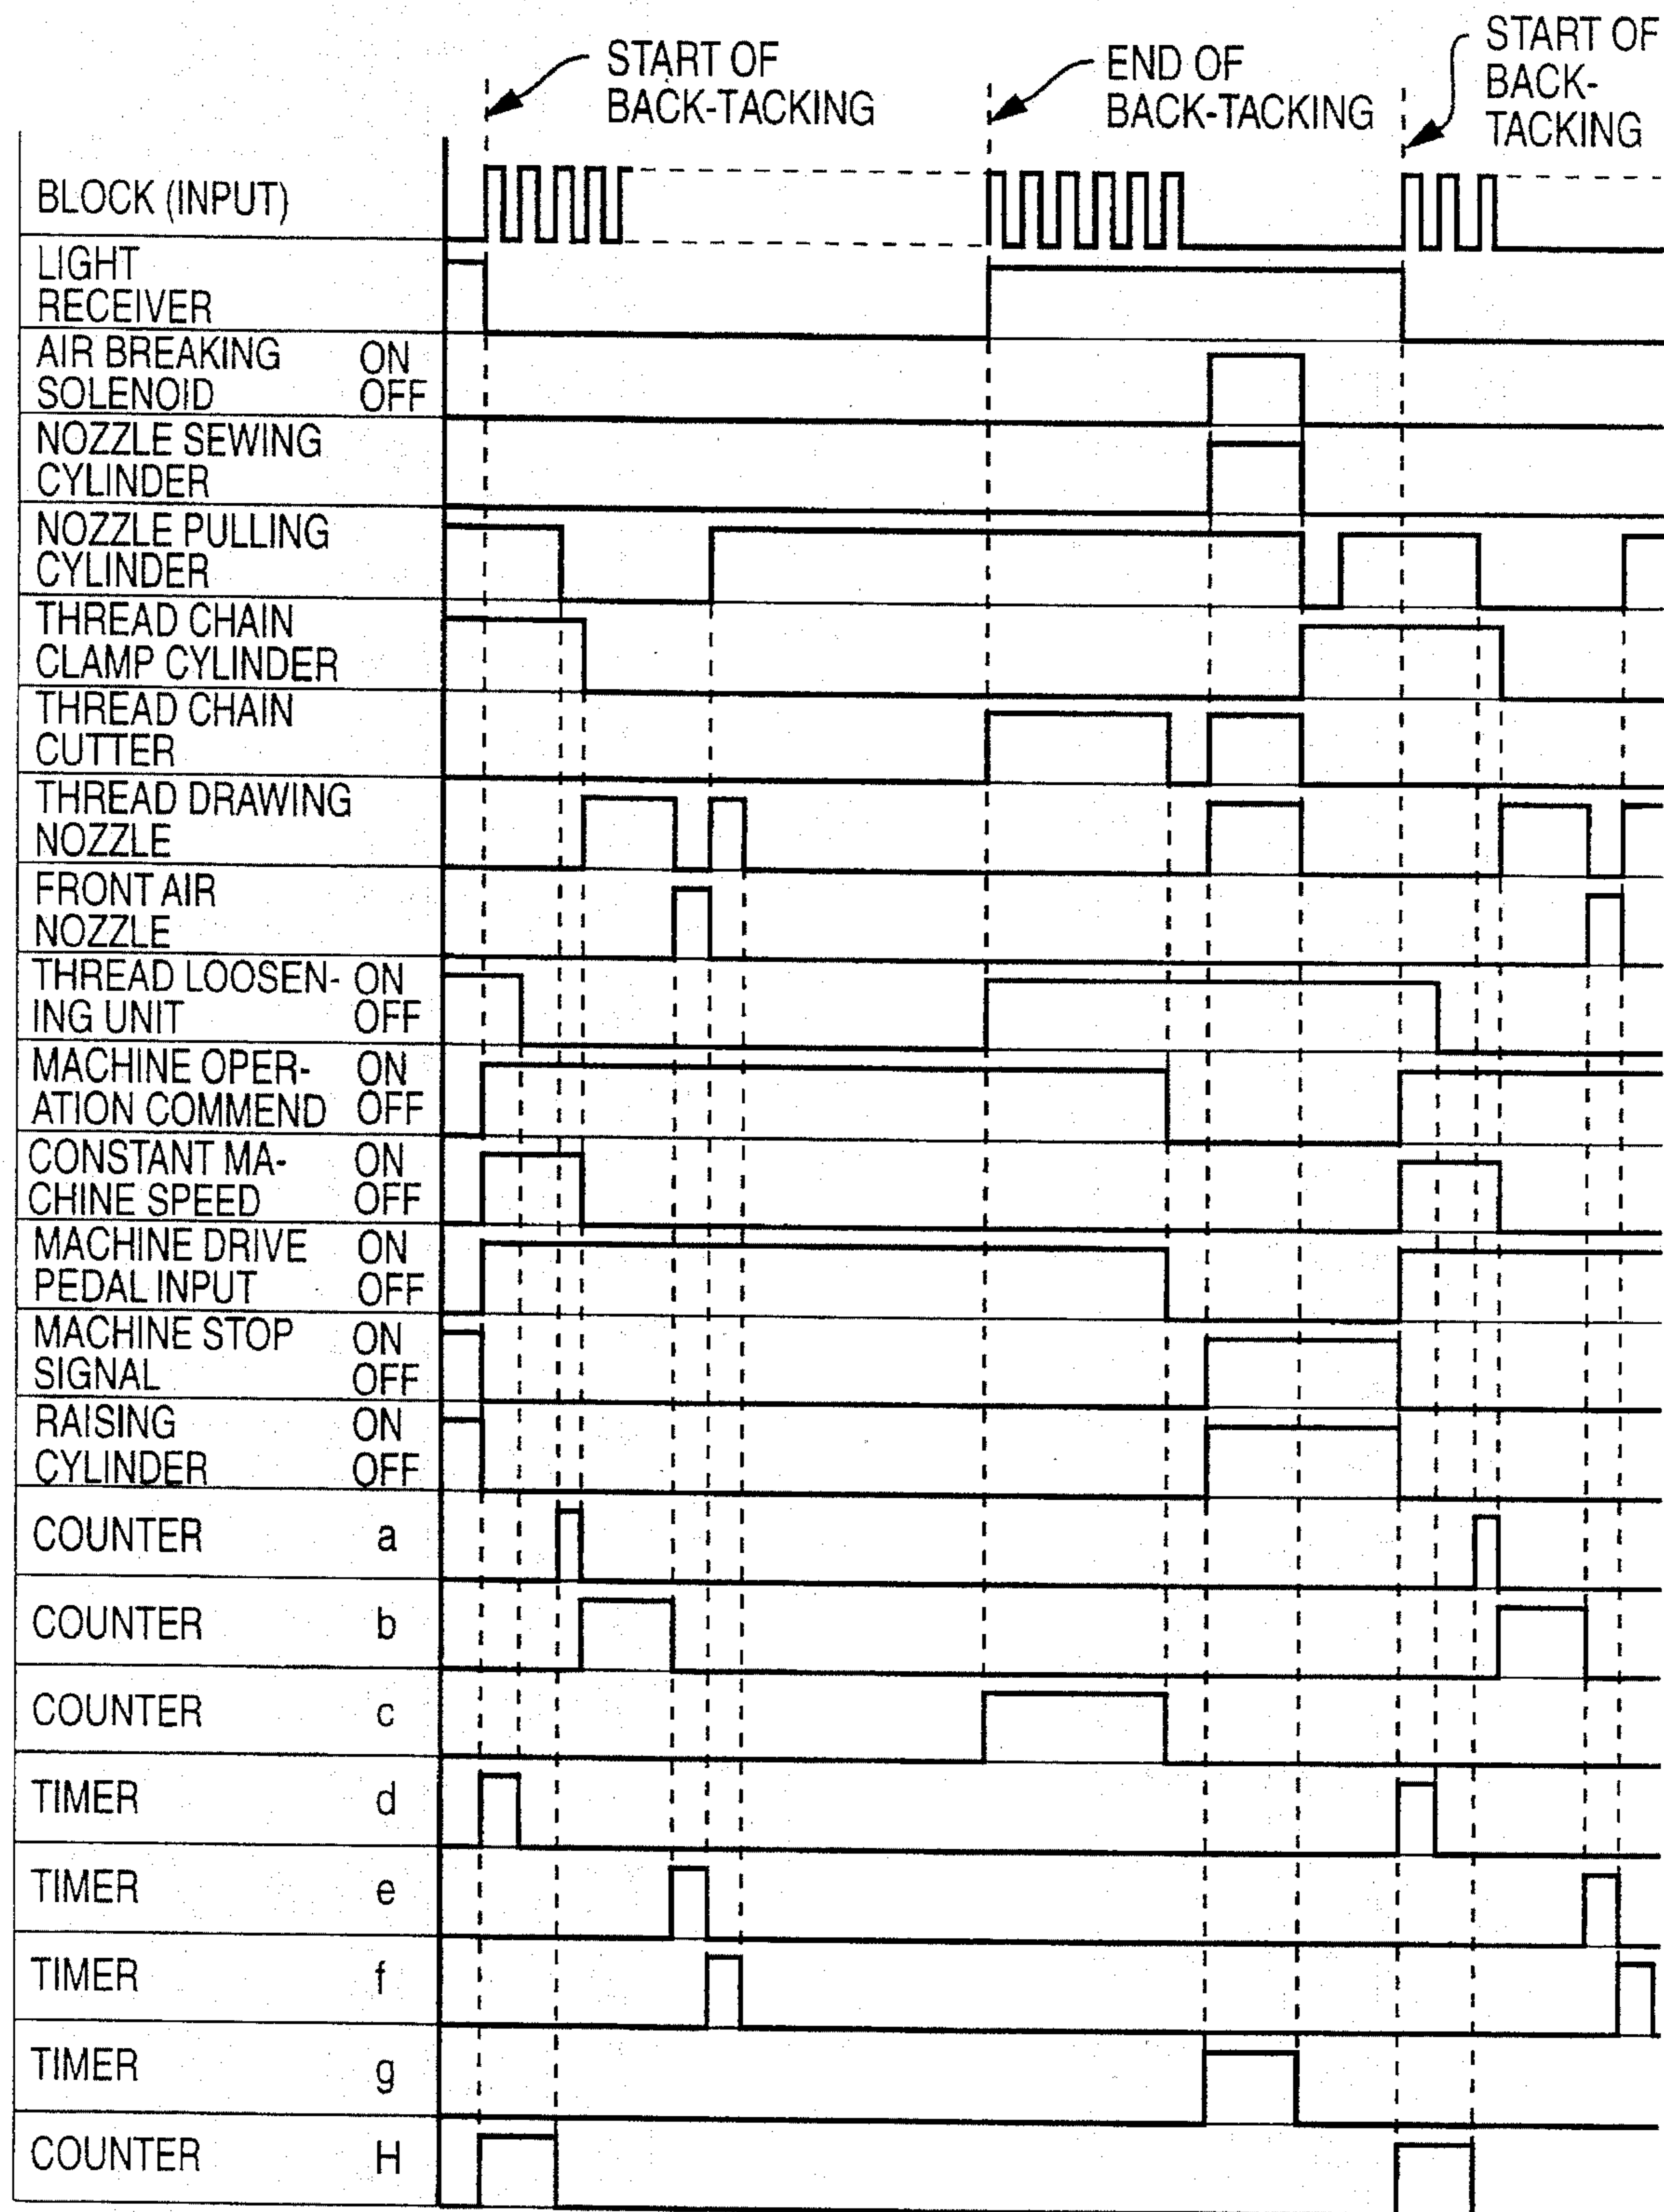 START OF
BACK-TACKING
END OF
BACK-TACKING
START OF
BACK-
TACKING
BLOCK (INPUT)
LIGHT
RECEIVER
AIR BREAKING ON
SOLENOID OFF
NOZZLE SEWING
CYLINDER
NOZZLE PULLING
CYLINDER
THREAD CHAIN
CLAMP CYLINDER
THREAD CHAIN
CUTTER
THREAD DRAWING
NOZZLE
FRONT AIR
NOZZLE
THREAD LOOSEN- ON
ING UNIT OFF
MACHINE OPER- ON
ATION COMMEND OFF
CONSTANT MA- ON
CHINE SPEED OFF
MACHINE DRIVE ON
PEDAL INPUT OFF
MACHINE STOP ON
SIGNAL OFF
RAISING ON
CYLINDER OFF
COUNTER a
COUNTER b
COUNTER c
TIMER d
TIMER e
TIMER f
TIMER g
COUNTER H